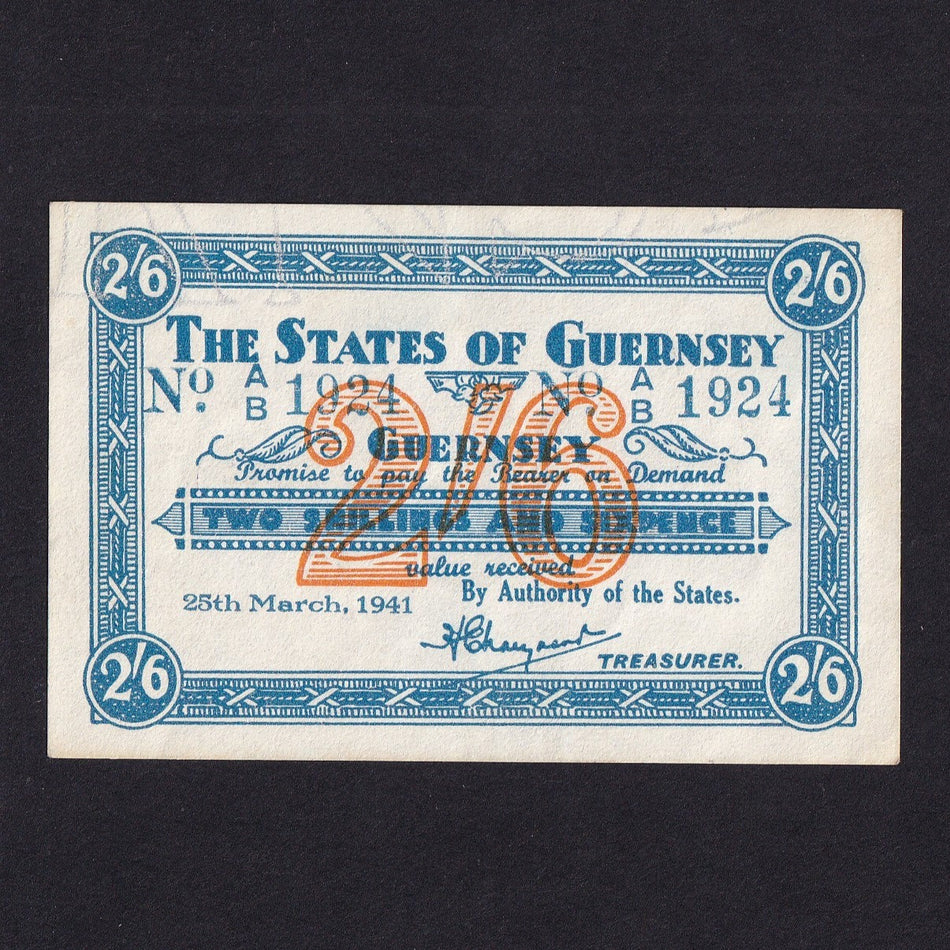 2/6 2/6
THE STATES OF GUERNSEY
Nº. A/B 1924 Nº. A/B 1924
2/6
GUERNSEY
Promise to pay the Bearer on Demand
TWO SHILLINGS AND SIXPENCE
value received
By Authority of the States.
25th March, 1941
TREASURER.
2/6 2/6